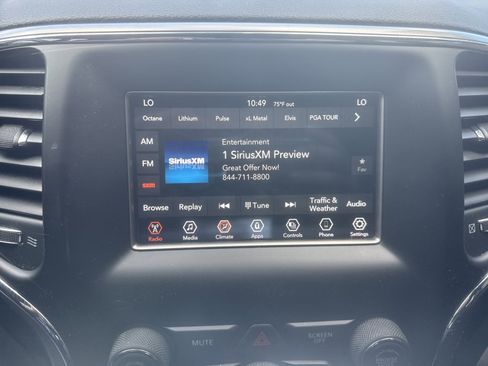 LO 10:49 75°F out LO
Octane Lithium Pulse xL Metal Elvis PGA TOUR
AM
Entertainment
1 SiriusXM Preview
FM
SiriusXM
Great Offer Now!
Fav
844-711-8800
Browse Replay Tune Traffic & Weather Audio
Radio Media Climate Apps Controls Phone Settings
MUTE SCREEN OFF